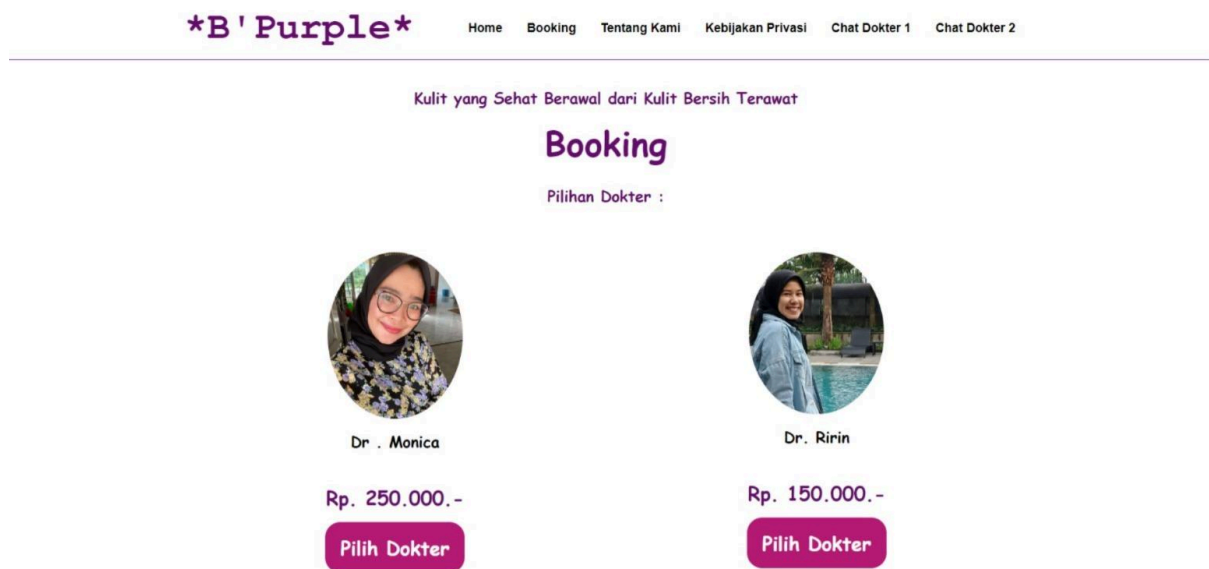 *B'Purple*
Home Booking Tentang Kami Kebijakan Privasi Chat Dokter 1 Chat Dokter 2
Kulit yang Sehat Berawal dari Kulit Bersih Terawat
Booking
Pilihan Dokter :
Dr . Monica
Rp. 250.000.-
Pilih Dokter
Dr. Ririn
Rp. 150.000.-
Pilih Dokter